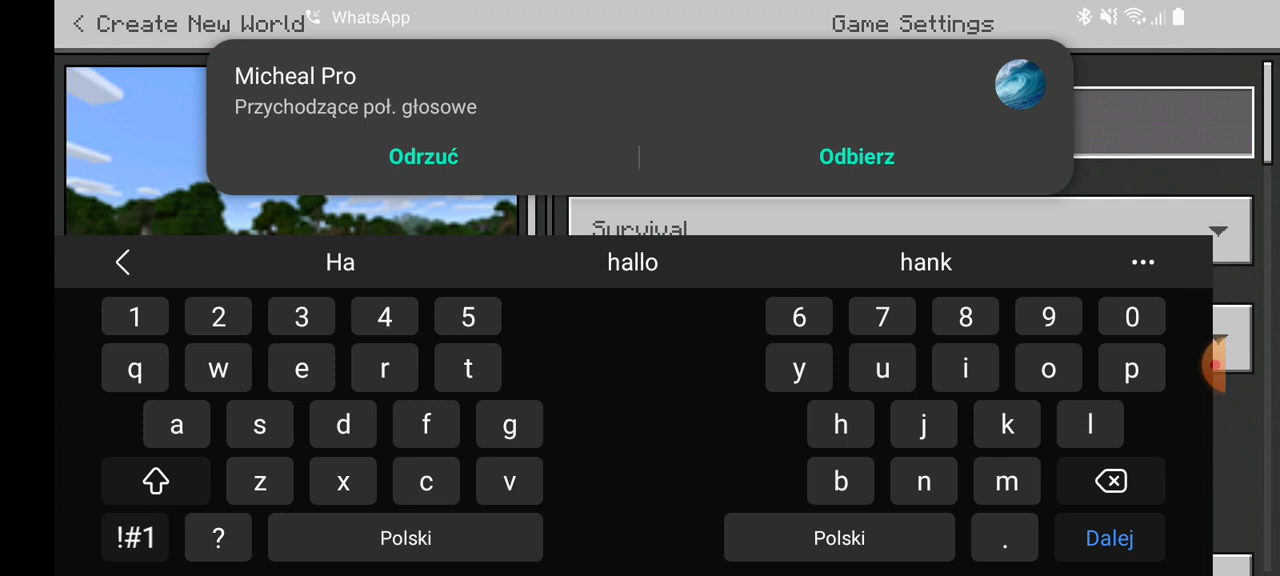 < Create New World
WhatsApp
Game Settings
Micheal Pro
Przychodzące poł. głosowe
Odrzuć
Odbierz
Survival
Ha hallo hank
1 2 3 4 5 6 7 8 9 0
q w e r t y u i o p
a s d f g h j k l
z x c v b n m
!#1 ? Polski Polski . Dalej